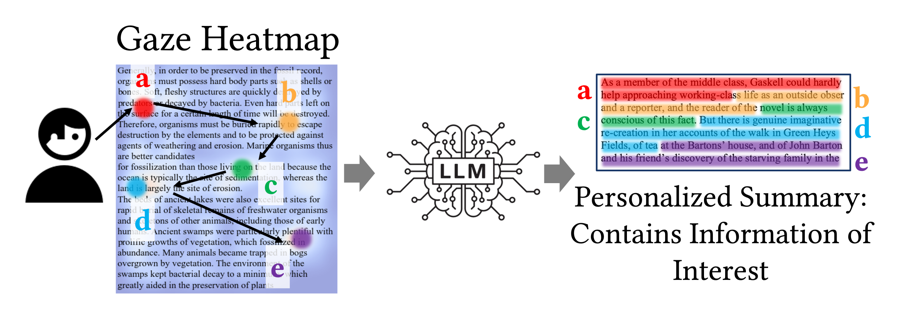 Gaze Heatmap
Generally, in order to be preserved in the fossil record,
organisms must possess hard body parts such as shells or
bones. Soft, fleshy structures are quickly destroyed by
predators or decayed by bacteria. Even hard parts left on
the surface for a certain length of time will be destroyed.
Therefore, organisms must be buried rapidly to escape
destruction by the elements and to be protected against
agents of weathering and erosion. Marine organisms thus
are better candidates
for fossilization than those living on the land because the
ocean is typically the site of sedimentation, whereas the
land is largely the site of erosion.
The beds of ancient lakes were also excellent sites for
rapid burial of skeletal remains of freshwater organisms
and skeletons of other animals, including those of early
humans. Ancient swamps were particularly plentiful with
prolific growths of vegetation, which fossilized in
abundance. Many animals became trapped in bogs
overgrown by vegetation. The environment of the
swamps kept bacterial decay to a minimum, which
greatly aided in the preservation of plants
a
b
c
d
e
LLM
a
b
c
d
e
As a member of the middle class, Gaskell could hardly
help approaching working-class life as an outside obser
and a reporter, and the reader of the novel is always
conscious of this fact. But there is genuine imaginative
re-creation in her accounts of the walk in Green Heys
Fields, of tea at the Bartons' house, and of John Barton
and his friend's discovery of the starving family in the
Personalized Summary:
Contains Information of
Interest